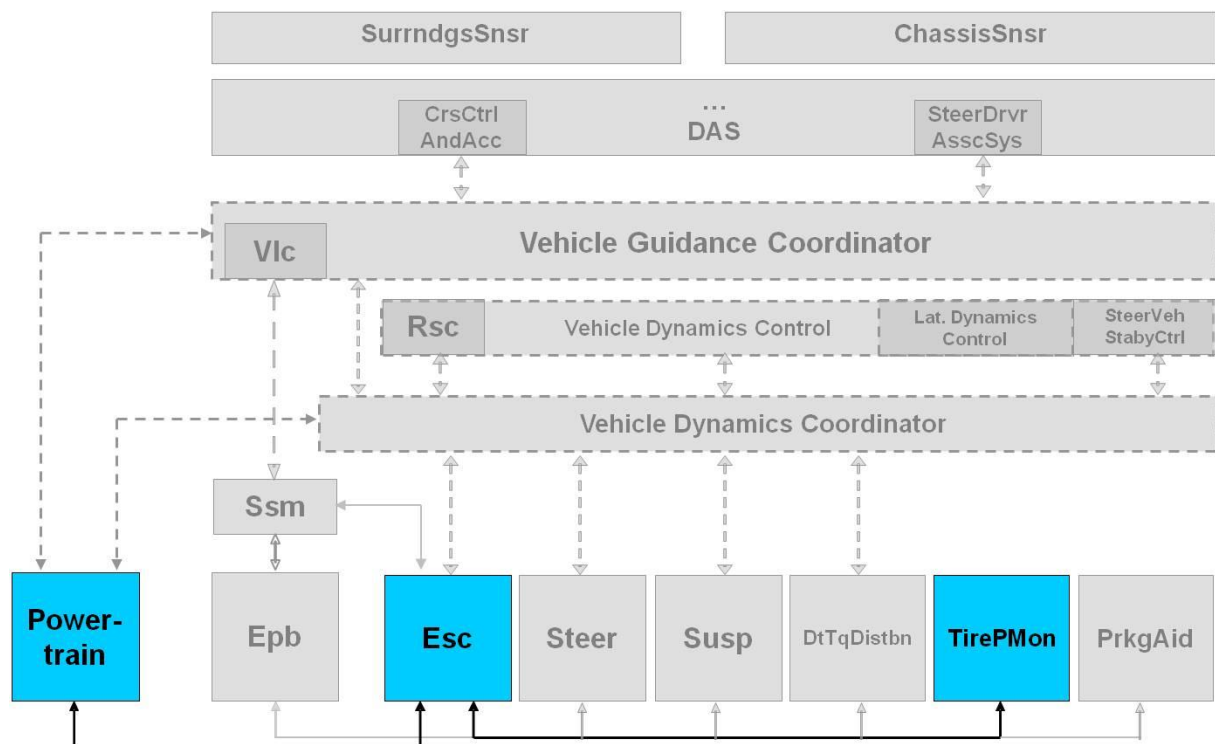 SurrndgsSnsr
ChassisSnsr
CrsCtrl
AndAcc
...
DAS
SteerDrvr
AsscSys
Vlc
Vehicle Guidance Coordinator
Rsc
Vehicle Dynamics Control
Lat. Dynamics
Control
SteerVeh
StabyCtrl
Vehicle Dynamics Coordinator
Ssm
Power-
train
Epb
Esc
Steer
Susp
DtTqDistbn
TirePMon
PrkgAid